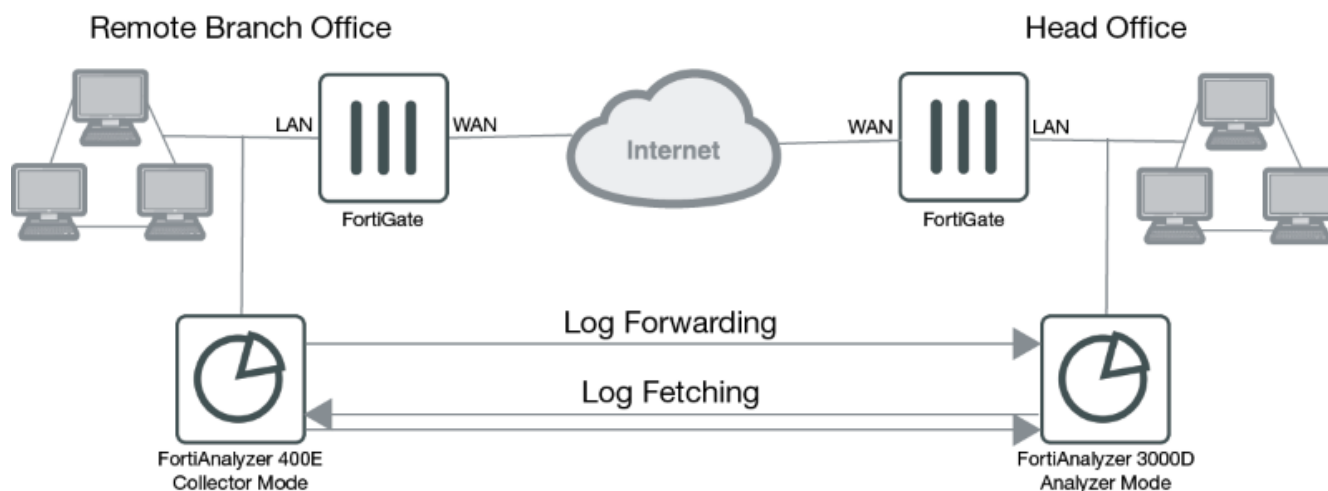 Remote Branch Office
Head Office
LAN
WAN
Internet
WAN
LAN
FortiGate
FortiGate
Log Forwarding
Log Fetching
FortiAnalyzer 400E
Collector Mode
FortiAnalyzer 3000D
Analyzer Mode